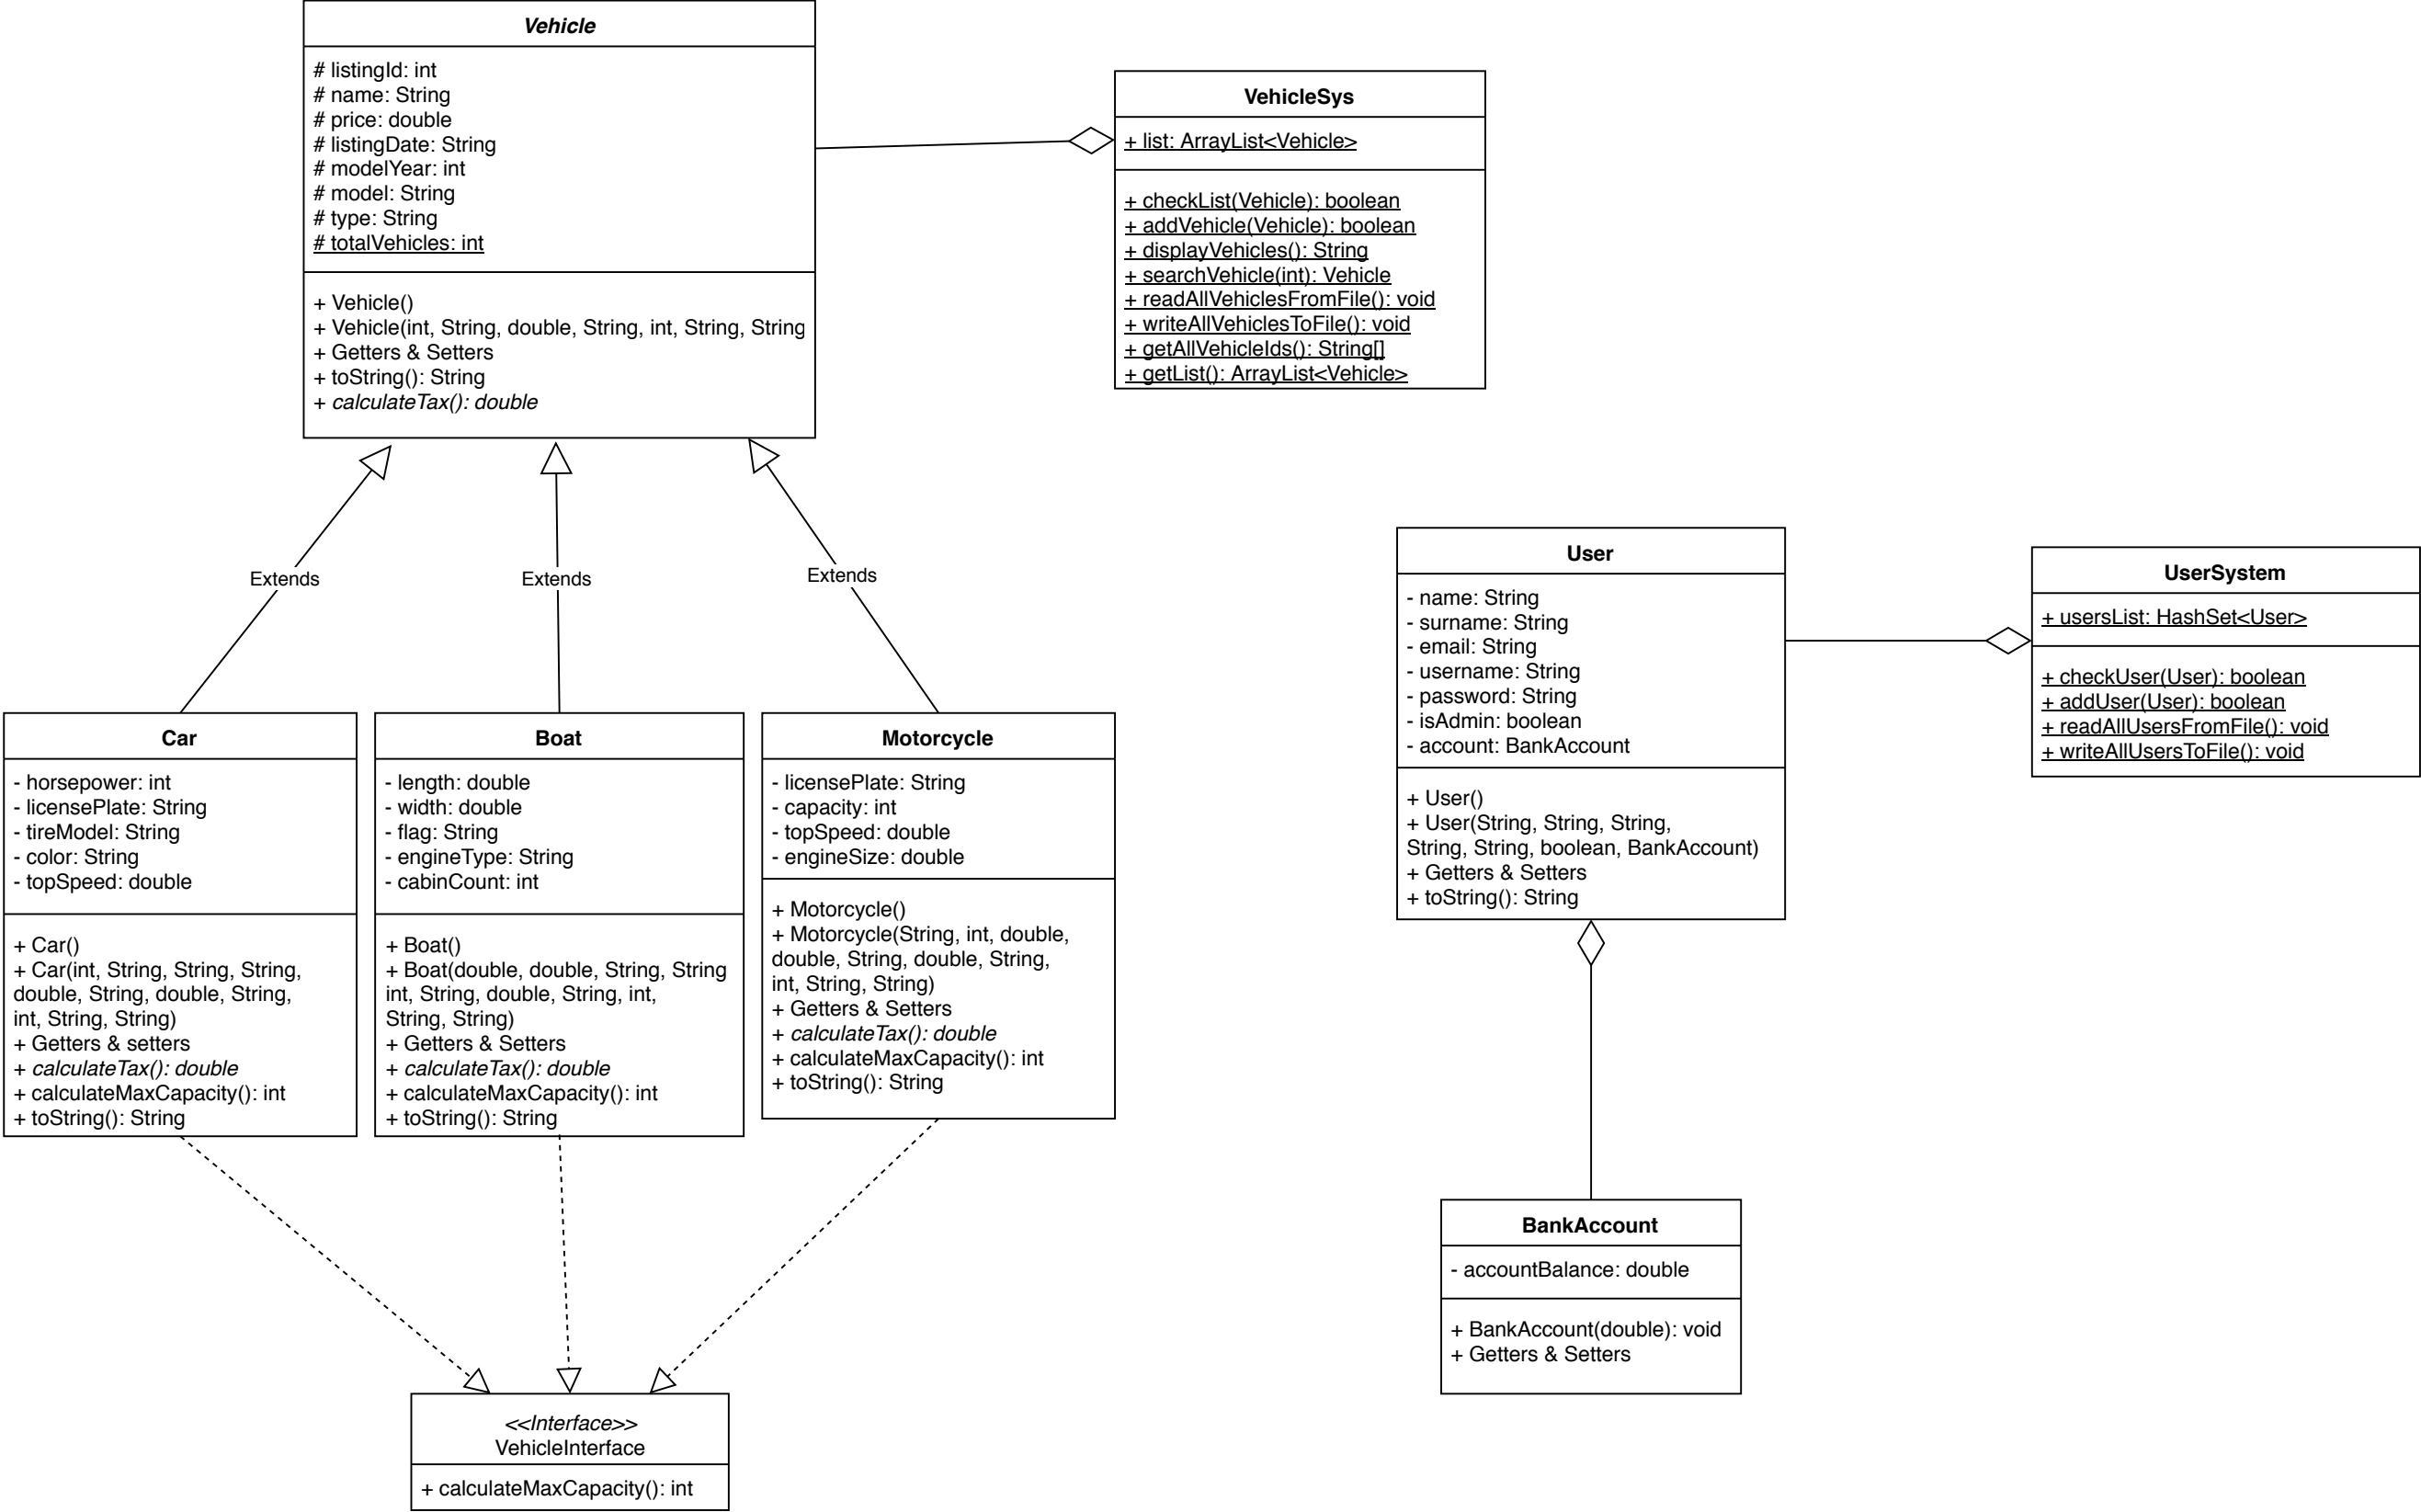 Vehicle
# listingId: int
# name: String
# price: double
# listingDate: String
# modelYear: int
# model: String
# type: String
# totalVehicles: int
+ Vehicle()
+ Vehicle(int, String, double, String, int, String, String
+ Getters & Setters
+ toString(): String
+ calculateTax(): double
VehicleSys
+ list: ArrayList<Vehicle>
+ checkList(Vehicle): boolean
+ addVehicle(Vehicle): boolean
+ displayVehicles(): String
+ searchVehicle(int): Vehicle
+ readAllVehiclesFromFile(): void
+ writeAllVehiclesToFile(): void
+ getAllVehicleIds(): String[]
+ getList(): ArrayList<Vehicle>
Extends
Extends
Extends
Car
- horsepower: int
- licensePlate: String
- tireModel: String
- color: String
- topSpeed: double
+ Car()
+ Car(int, String, String, String,
double, String, double, String,
int, String, String)
+ Getters & setters
+ calculateTax(): double
+ calculateMaxCapacity(): int
+ toString(): String
Boat
- length: double
- width: double
- flag: String
- engineType: String
- cabinCount: int
+ Boat()
+ Boat(double, double, String, String
int, String, double, String, int,
String, String)
+ Getters & Setters
+ calculateTax(): double
+ calculateMaxCapacity(): int
+ toString(): String
Motorcycle
- licensePlate: String
- capacity: int
- topSpeed: double
- engineSize: double
+ Motorcycle()
+ Motorcycle(String, int, double,
double, String, double, String,
int, String, String)
+ Getters & Setters
+ calculateTax(): double
+ calculateMaxCapacity(): int
+ toString(): String
<<Interface>>
VehicleInterface
+ calculateMaxCapacity(): int
User
- name: String
- surname: String
- email: String
- username: String
- password: String
- isAdmin: boolean
- account: BankAccount
+ User()
+ User(String, String, String,
String, String, boolean, BankAccount)
+ Getters & Setters
+ toString(): String
UserSystem
+ usersList: HashSet<User>
+ checkUser(User): boolean
+ addUser(User): boolean
+ readAllUsersFromFile(): void
+ writeAllUsersToFile(): void
BankAccount
- accountBalance: double
+ BankAccount(double): void
+ Getters & Setters